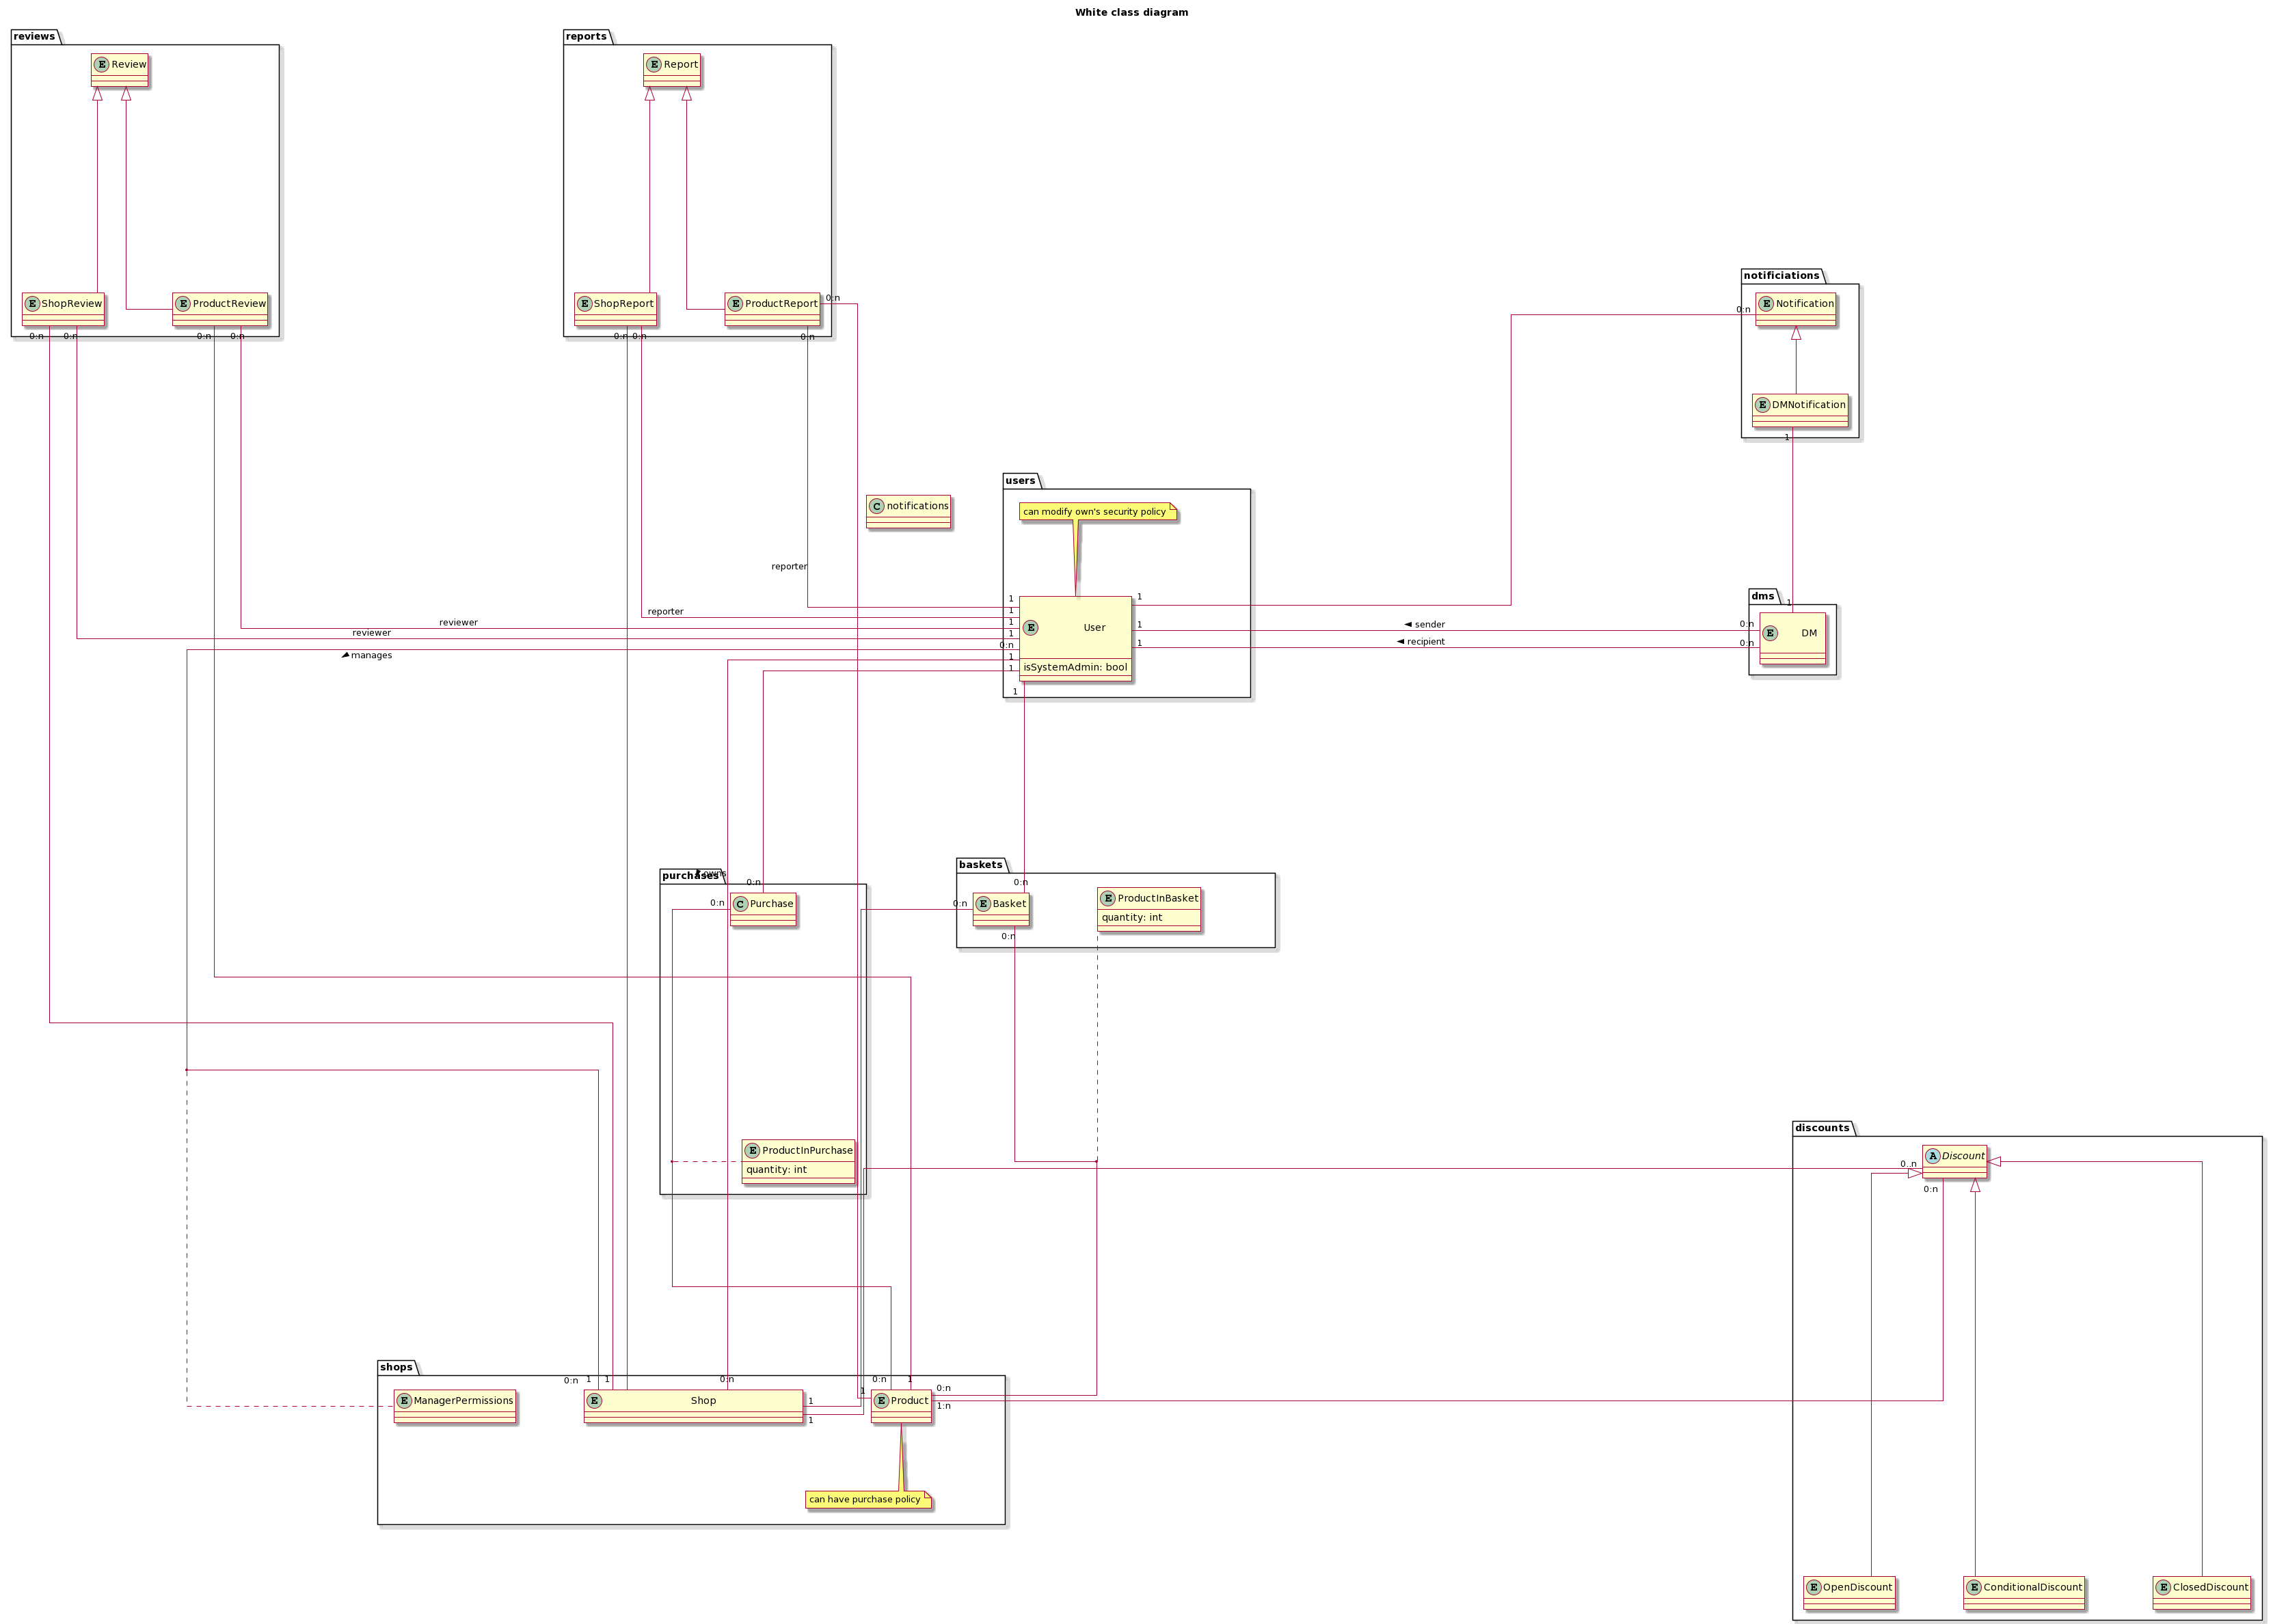 White class diagram
reviews
reports
E Review
E Report
notificiations
E ShopReview
E ProductReview
E ShopReport
E ProductReport
0:n
E Notification
0:n
0:n
0:n
0:n
0:n
0:n
0:n
0:n
E DMNotification
1
users
C notifications
can modify own's security policy
reporter
dms
1
1
1
reporter
1
reviewer
1
E User
1
sender
0:n
E DM
reviewer
1
0:n
manages
1
recipient
0:n
1
1
isSystemAdmin: bool
1
baskets
purchases
owns
0:n
0:n
0:n
C Purchase
0:n
E Basket
E ProductInBasket
quantity: int
0:n
discounts
E ProductInPurchase
quantity: int
0..n
A Discount
0:n
shops
0:n
1
1
0:n
0:n
1
E ManagerPermissions
E Shop
1
1
E Product
0:n
1:n
1
can have purchase policy
E OpenDiscount
E ConditionalDiscount
E ClosedDiscount